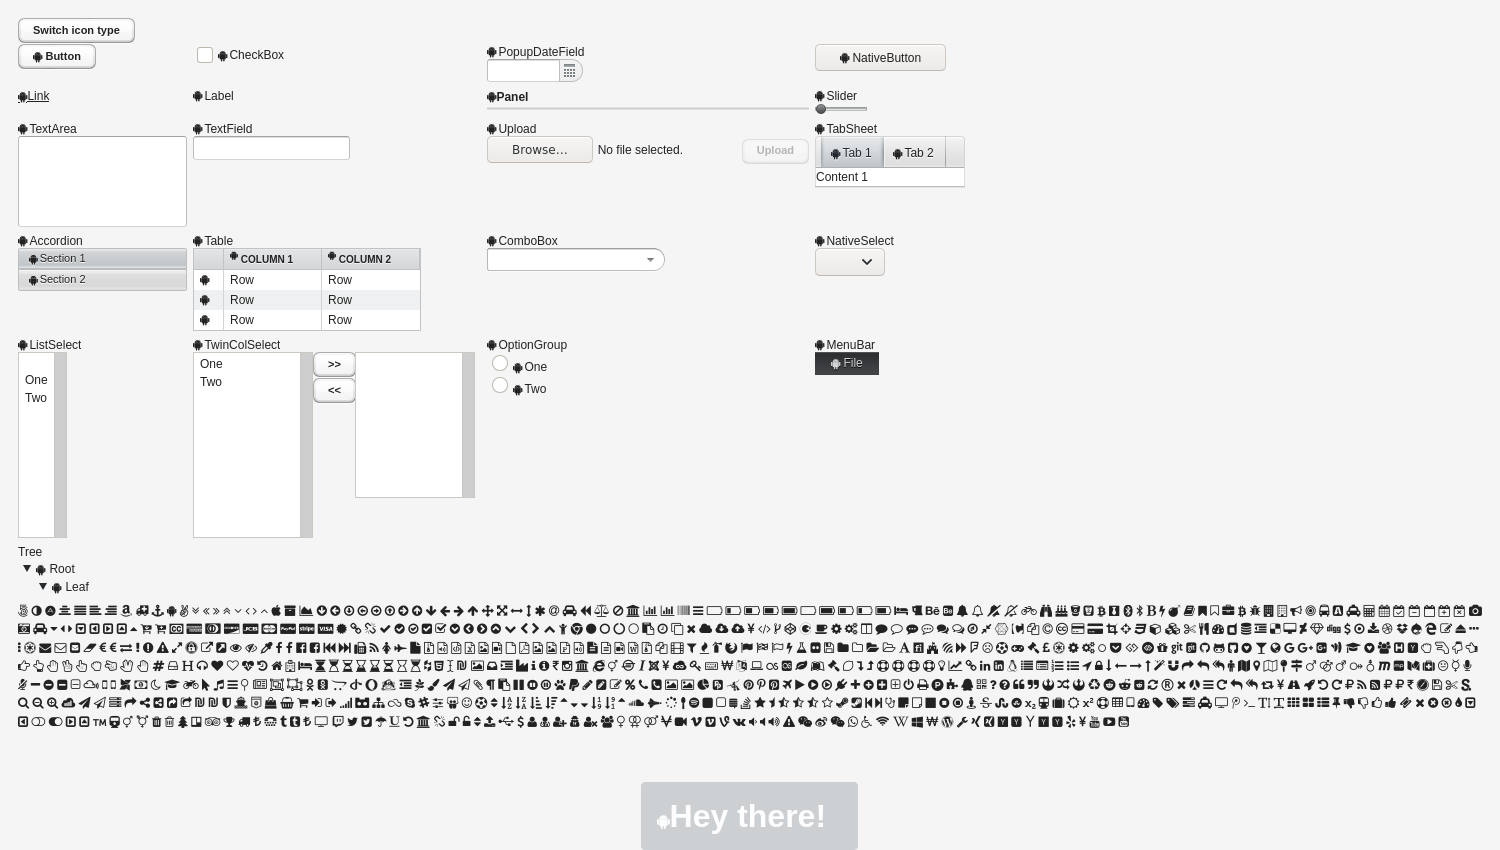 Switch icon type
Button
CheckBox
PopupDateField
NativeButton
Link
Label
Panel
Slider
TextArea
TextField
Upload
Browse...
No file selected.
Upload
TabSheet
Tab 1
Tab 2
Content 1
Accordion
Section 1
Section 2
Table
COLUMN 1
COLUMN 2
Row
Row
Row
Row
Row
Row
ComboBox
NativeSelect
ListSelect
One
Two
TwinColSelect
One
Two
>>
<<
OptionGroup
One
Two
MenuBar
File
Tree
Root
Leaf
Hey there!